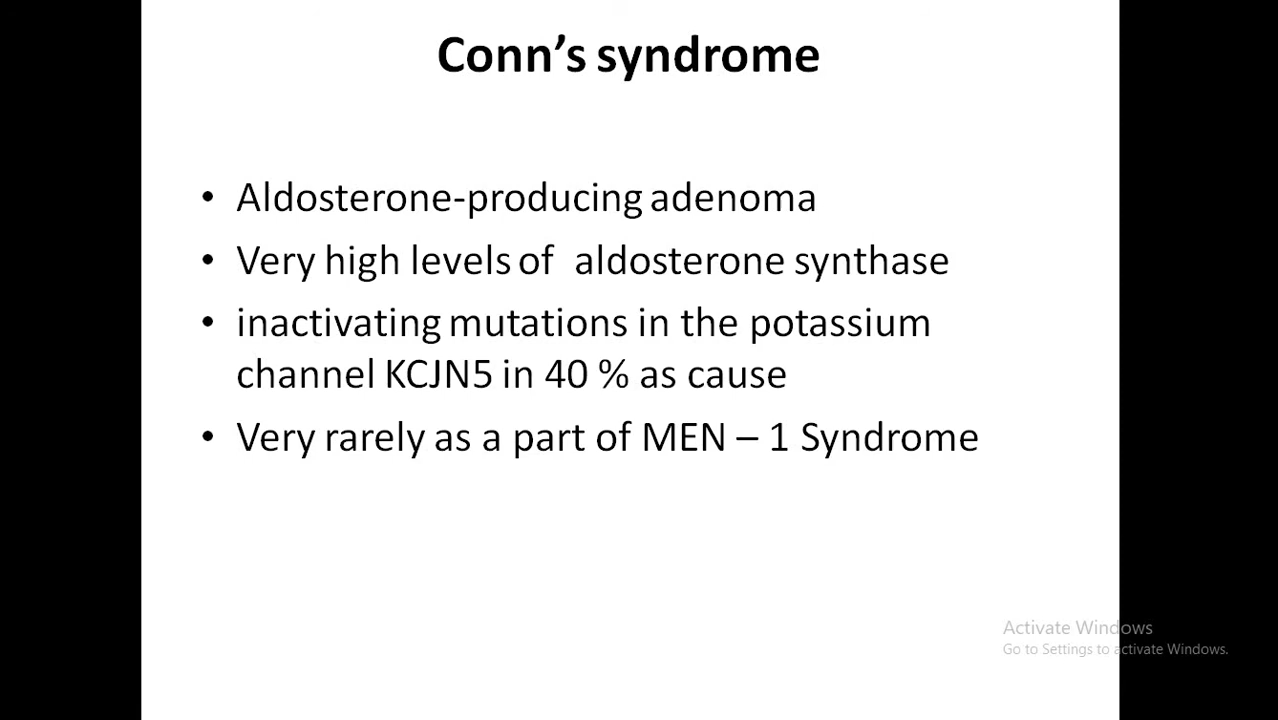 Conn’s syndrome
• Aldosterone-producing adenoma
• Very high levels of  aldosterone synthase
• inactivating mutations in the potassium
channel KCJN5 in 40 % as cause
• Very rarely as a part of MEN – 1 Syndrome
Activate Windows
Go to Settings to activate Windows.